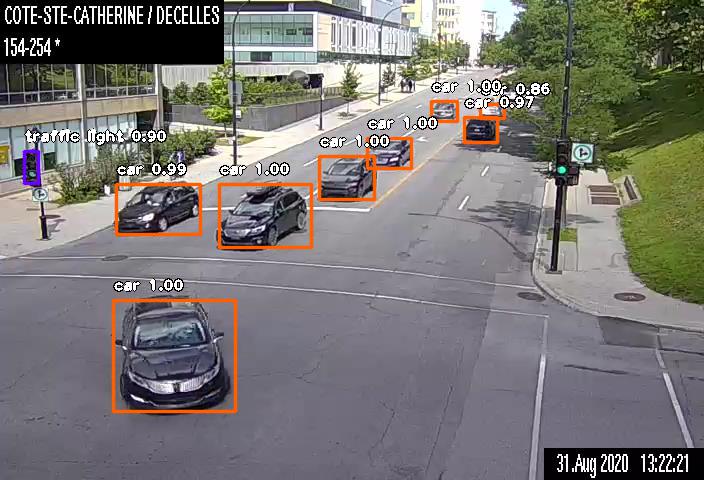 COTE-STE-CATHERINE / DECELLES
154-254 *
car 1.00
0.86
car 0.97
car 1.00
traffic light 0.90
car 1.00
car 0.99
car 1.00
car 1.00
31.Aug 2020 13:22:21